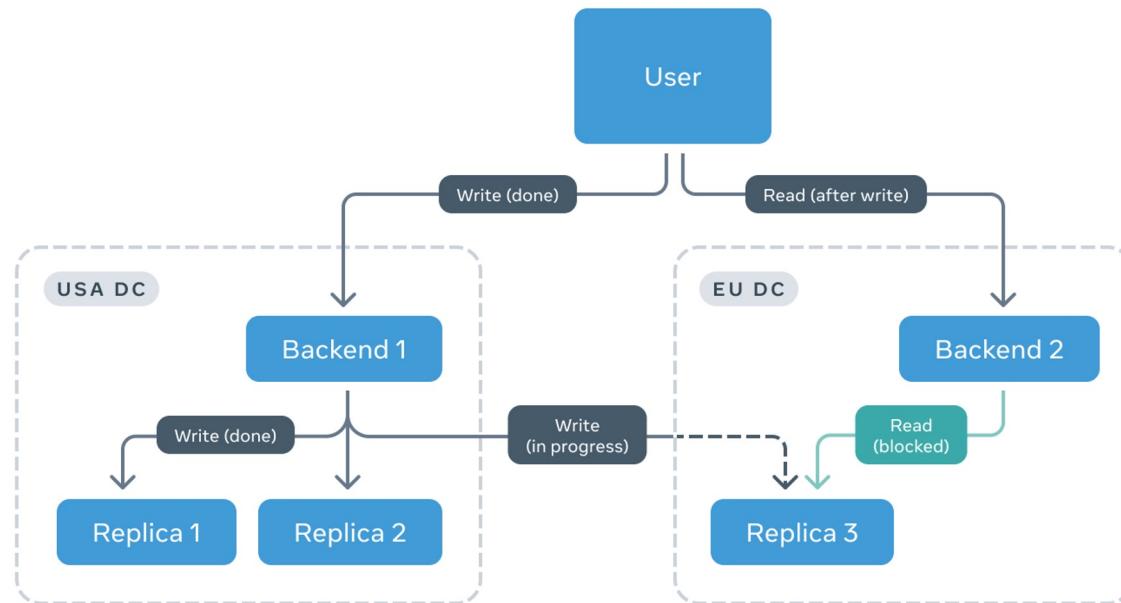 User
Write (done)
Read (after write)
USA DC
EU DC
Backend 1
Backend 2
Write (done)
Write
(in progress)
Read
(blocked)
Replica 1
Replica 2
Replica 3